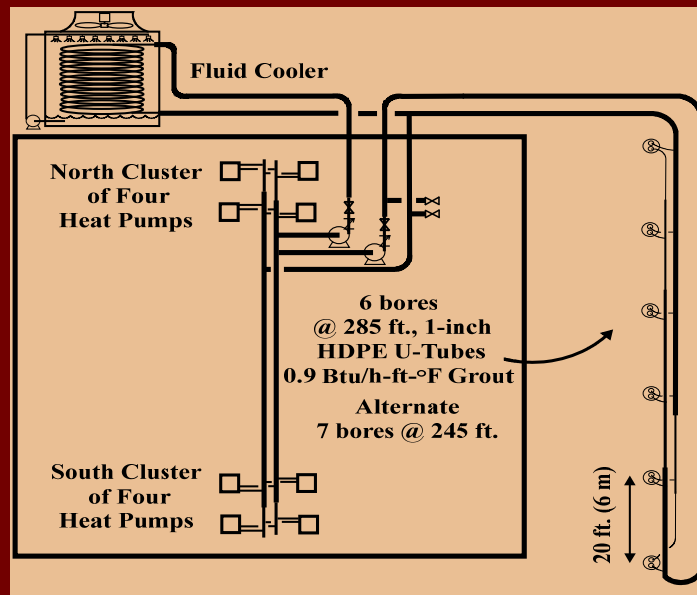 Fluid Cooler
North Cluster
of Four
Heat Pumps
6 bores
@ 285 ft., 1-inch
HDPE U-Tubes
0.9 Btu/h-ft-°F Grout
Alternate
7 bores @ 245 ft.
South Cluster
of Four
Heat Pumps
20 ft. (6 m)